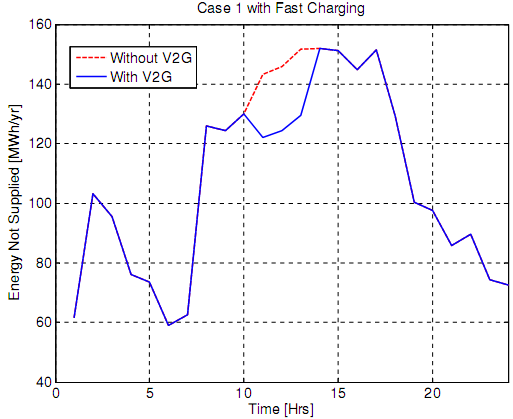 Case 1 with Fast Charging
160
140
120
100
80
60
40
Energy Not Supplied [MWh/yr]
Without V2G
With V2G
0 5 10 15 20
Time [Hrs]